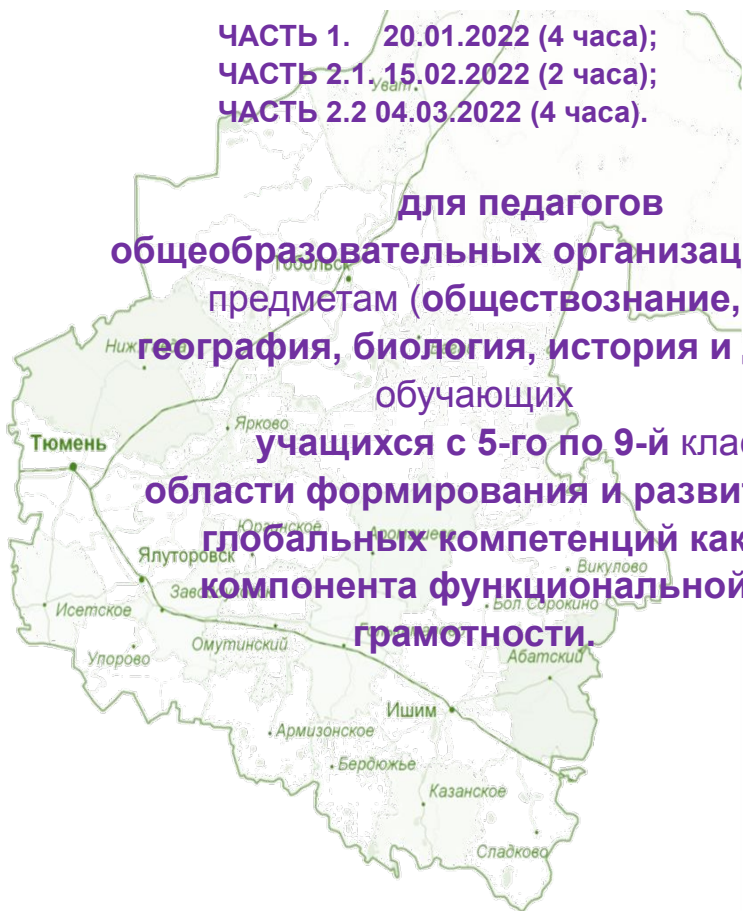 ЧАСТЬ 1. 20.01.2022 (4 часа);
ЧАСТЬ 2.1. 15.02.2022 (2 часа);
Уват
ЧАСТЬ 2.2 04.03.2022 (4 часа).
для педагогов
общеобразовательных организац
Тобольск
предметам (обществознание,
география, биология, история и
обучающих
Ярково
Тюмень
учащихся с 5-го по 9-й клас
области формирования и развит
Юргинское
Аромашево
глобальных компетенций как
Ялуторовск
Викулово
компонента функциональной
Исетское
Бол.Сорокино
Омутинский
грамотности.
Упорово
Абатский
Ишим
Армизонское
Бердюжье
Казанское
Сладково